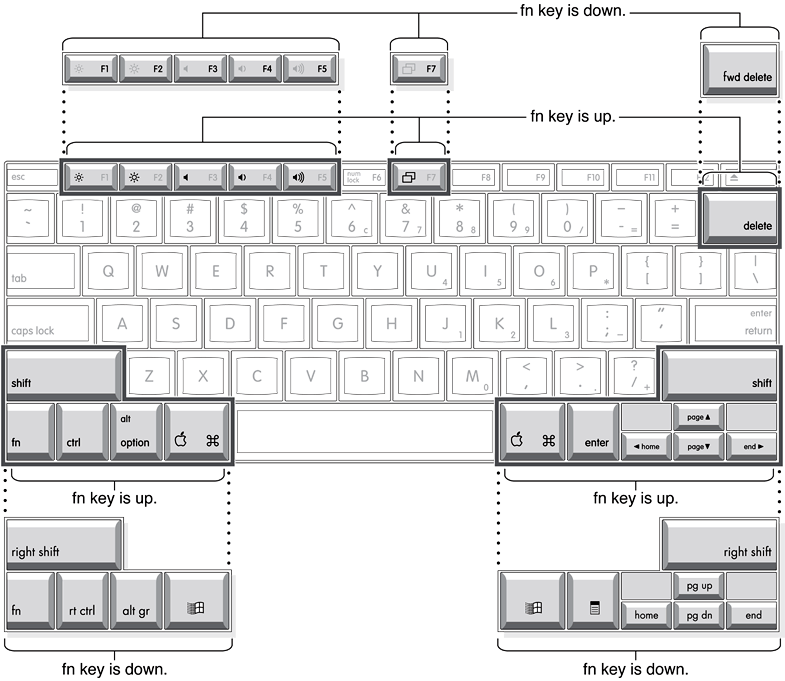 fn key is down.
F1 F2 F3 F4 F5 F7 fwd delete
fn key is up.
esc F1 F2 F3 F4 F5 num lock F6 F7 F8 F9 F10 F11
~ ` ! 1 @ 2 # 3 $ 4 % 5 ^ 6 c & 7 7 * 8 8 ( 9 9 ) 0 / – - = + = delete
tab Q W E R T Y U 4 I 5 O 6 P * { [ } ] | \
caps lock A S D F G H J 1 K 2 L 3 : ; – " ' enter return
shift Z X C V B N M 0 < , > . . ? / + shift
fn ctrl alt option ⌘ ⌘ enter page ▲ ◀ home page ▼ end ▶
fn key is up. fn key is up.
right shift right shift
fn rt ctrl alt gr pg up home pg dn end
fn key is down. fn key is down.